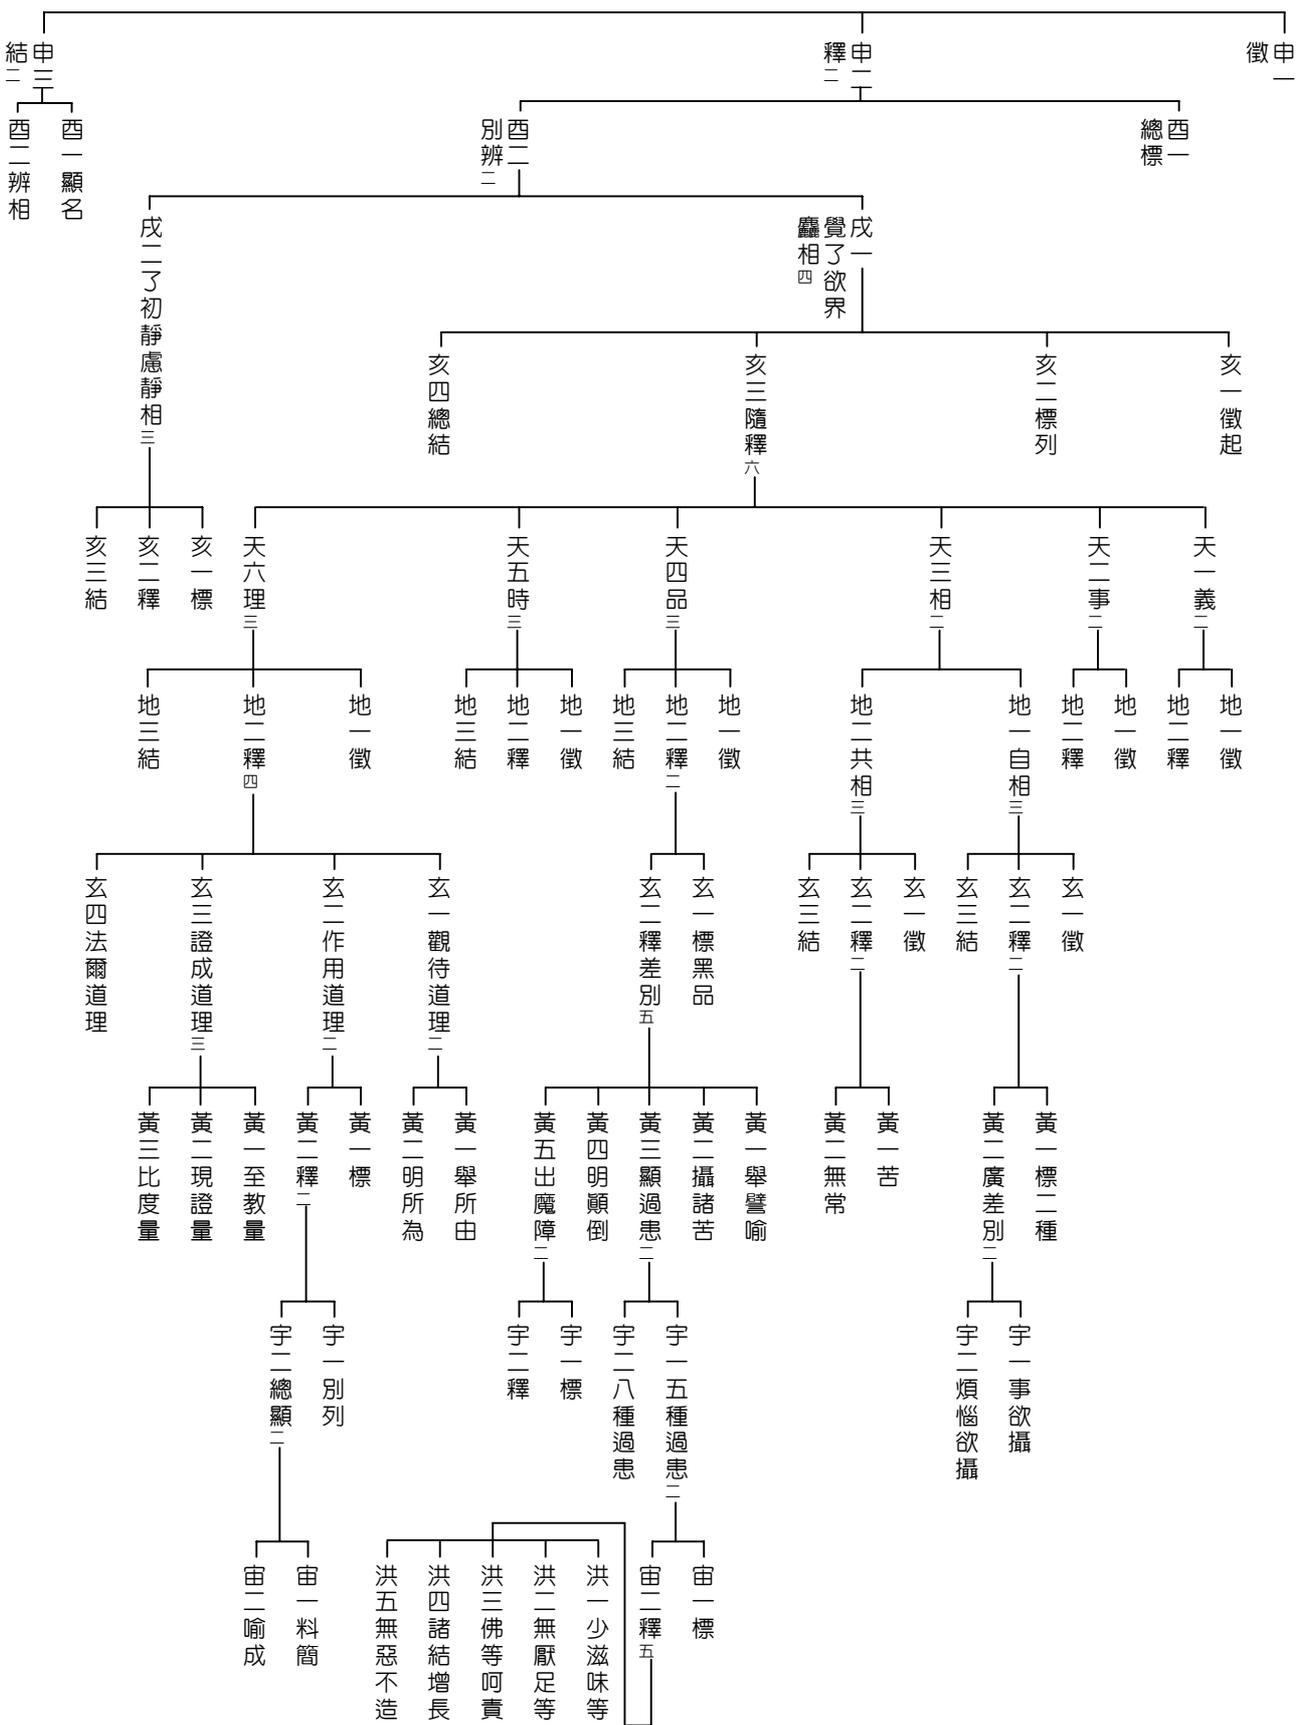 申一
徵
申二
釋二
申三
結二
酉一
總標
酉二
別辨二
酉一顯名
酉二辨相
戌一
覺了欲界
麤相四
戌二了初靜慮靜相三
亥一徵起
亥二標列
亥三隨釋六
亥四總結
亥一標
亥二釋
亥三結
天一義二
天二事二
天三相二
天四品三
天五時三
天六理三
地一徵
地二釋
地一徵
地二釋
地一自相三
地二共相三
地一徵
地二釋二
地三結
地一徵
地二釋
地三結
地一徵
地二釋四
地三結
玄一徵
玄二釋二
玄三結
玄一徵
玄二釋二
玄三結
玄一標黑品
玄二釋差別五
玄一觀待道理二
玄二作用道理二
玄三證成道理三
玄四法爾道理
黃一標二種
黃二廣差別二
黃一苦
黃二無常
黃一舉譬喻
黃二攝諸苦
黃三顯過患二
黃四明顚倒
黃五出魔障二
黃一舉所由
黃二明所為
黃一標
黃二釋二
黃一至教量
黃二現證量
黃三比度量
宇一事欲攝
宇二煩惱欲攝
宇一五種過患二
宇二八種過患
宇一標
宇二釋
宇一別列
宇二總顯二
宙一標
宙二釋五
洪一少滋味等
洪二無厭足等
洪三佛等呵責
洪四諸結增長
洪五無惡不造
宙一料簡
宙二喻成